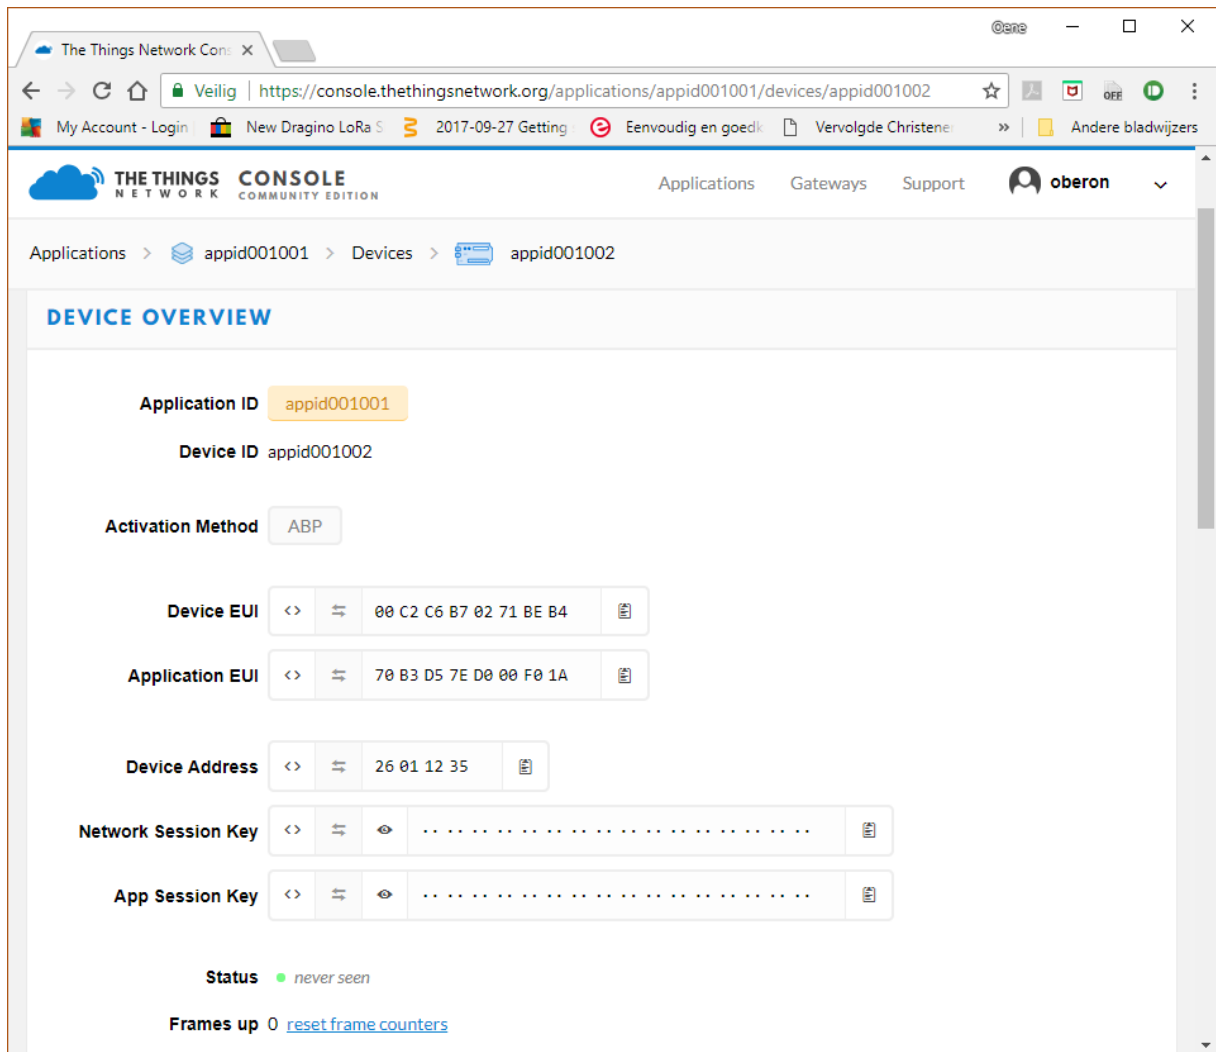 Gene
The Things Network Cons
Veilig | https://console.thethingsnetwork.org/applications/appid001001/devices/appid001002
OFF
My Account - Login New Dragino LoRa S 2017-09-27 Getting Eenvoudig en goedk Vervolgde Christene » Andere bladwijzers
THE THINGS NETWORK CONSOLE COMMUNITY EDITION Applications Gateways Support oberon
Applications > appid001001 > Devices > appid001002
DEVICE OVERVIEW
Application ID appid001001
Device ID appid001002
Activation Method ABP
Device EUI <> 00 C2 C6 B7 02 71 BE B4
Application EUI <> 70 B3 D5 7E D0 00 F0 1A
Device Address <> 26 01 12 35
Network Session Key <> .. .. .. .. .. .. .. .. .. .. .. .. .. .. .. ..
App Session Key <> .. .. .. .. .. .. .. .. .. .. .. .. .. .. .. ..
Status never seen
Frames up 0 reset frame counters